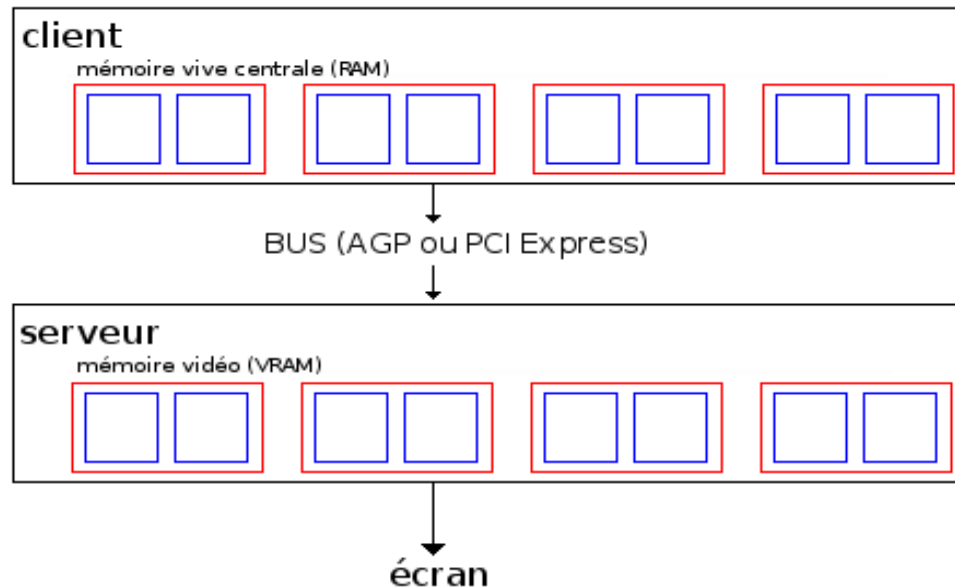 client
mémoire vive centrale (RAM)
BUS (AGP ou PCI Express)
serveur
mémoire vidéo (VRAM)
écran